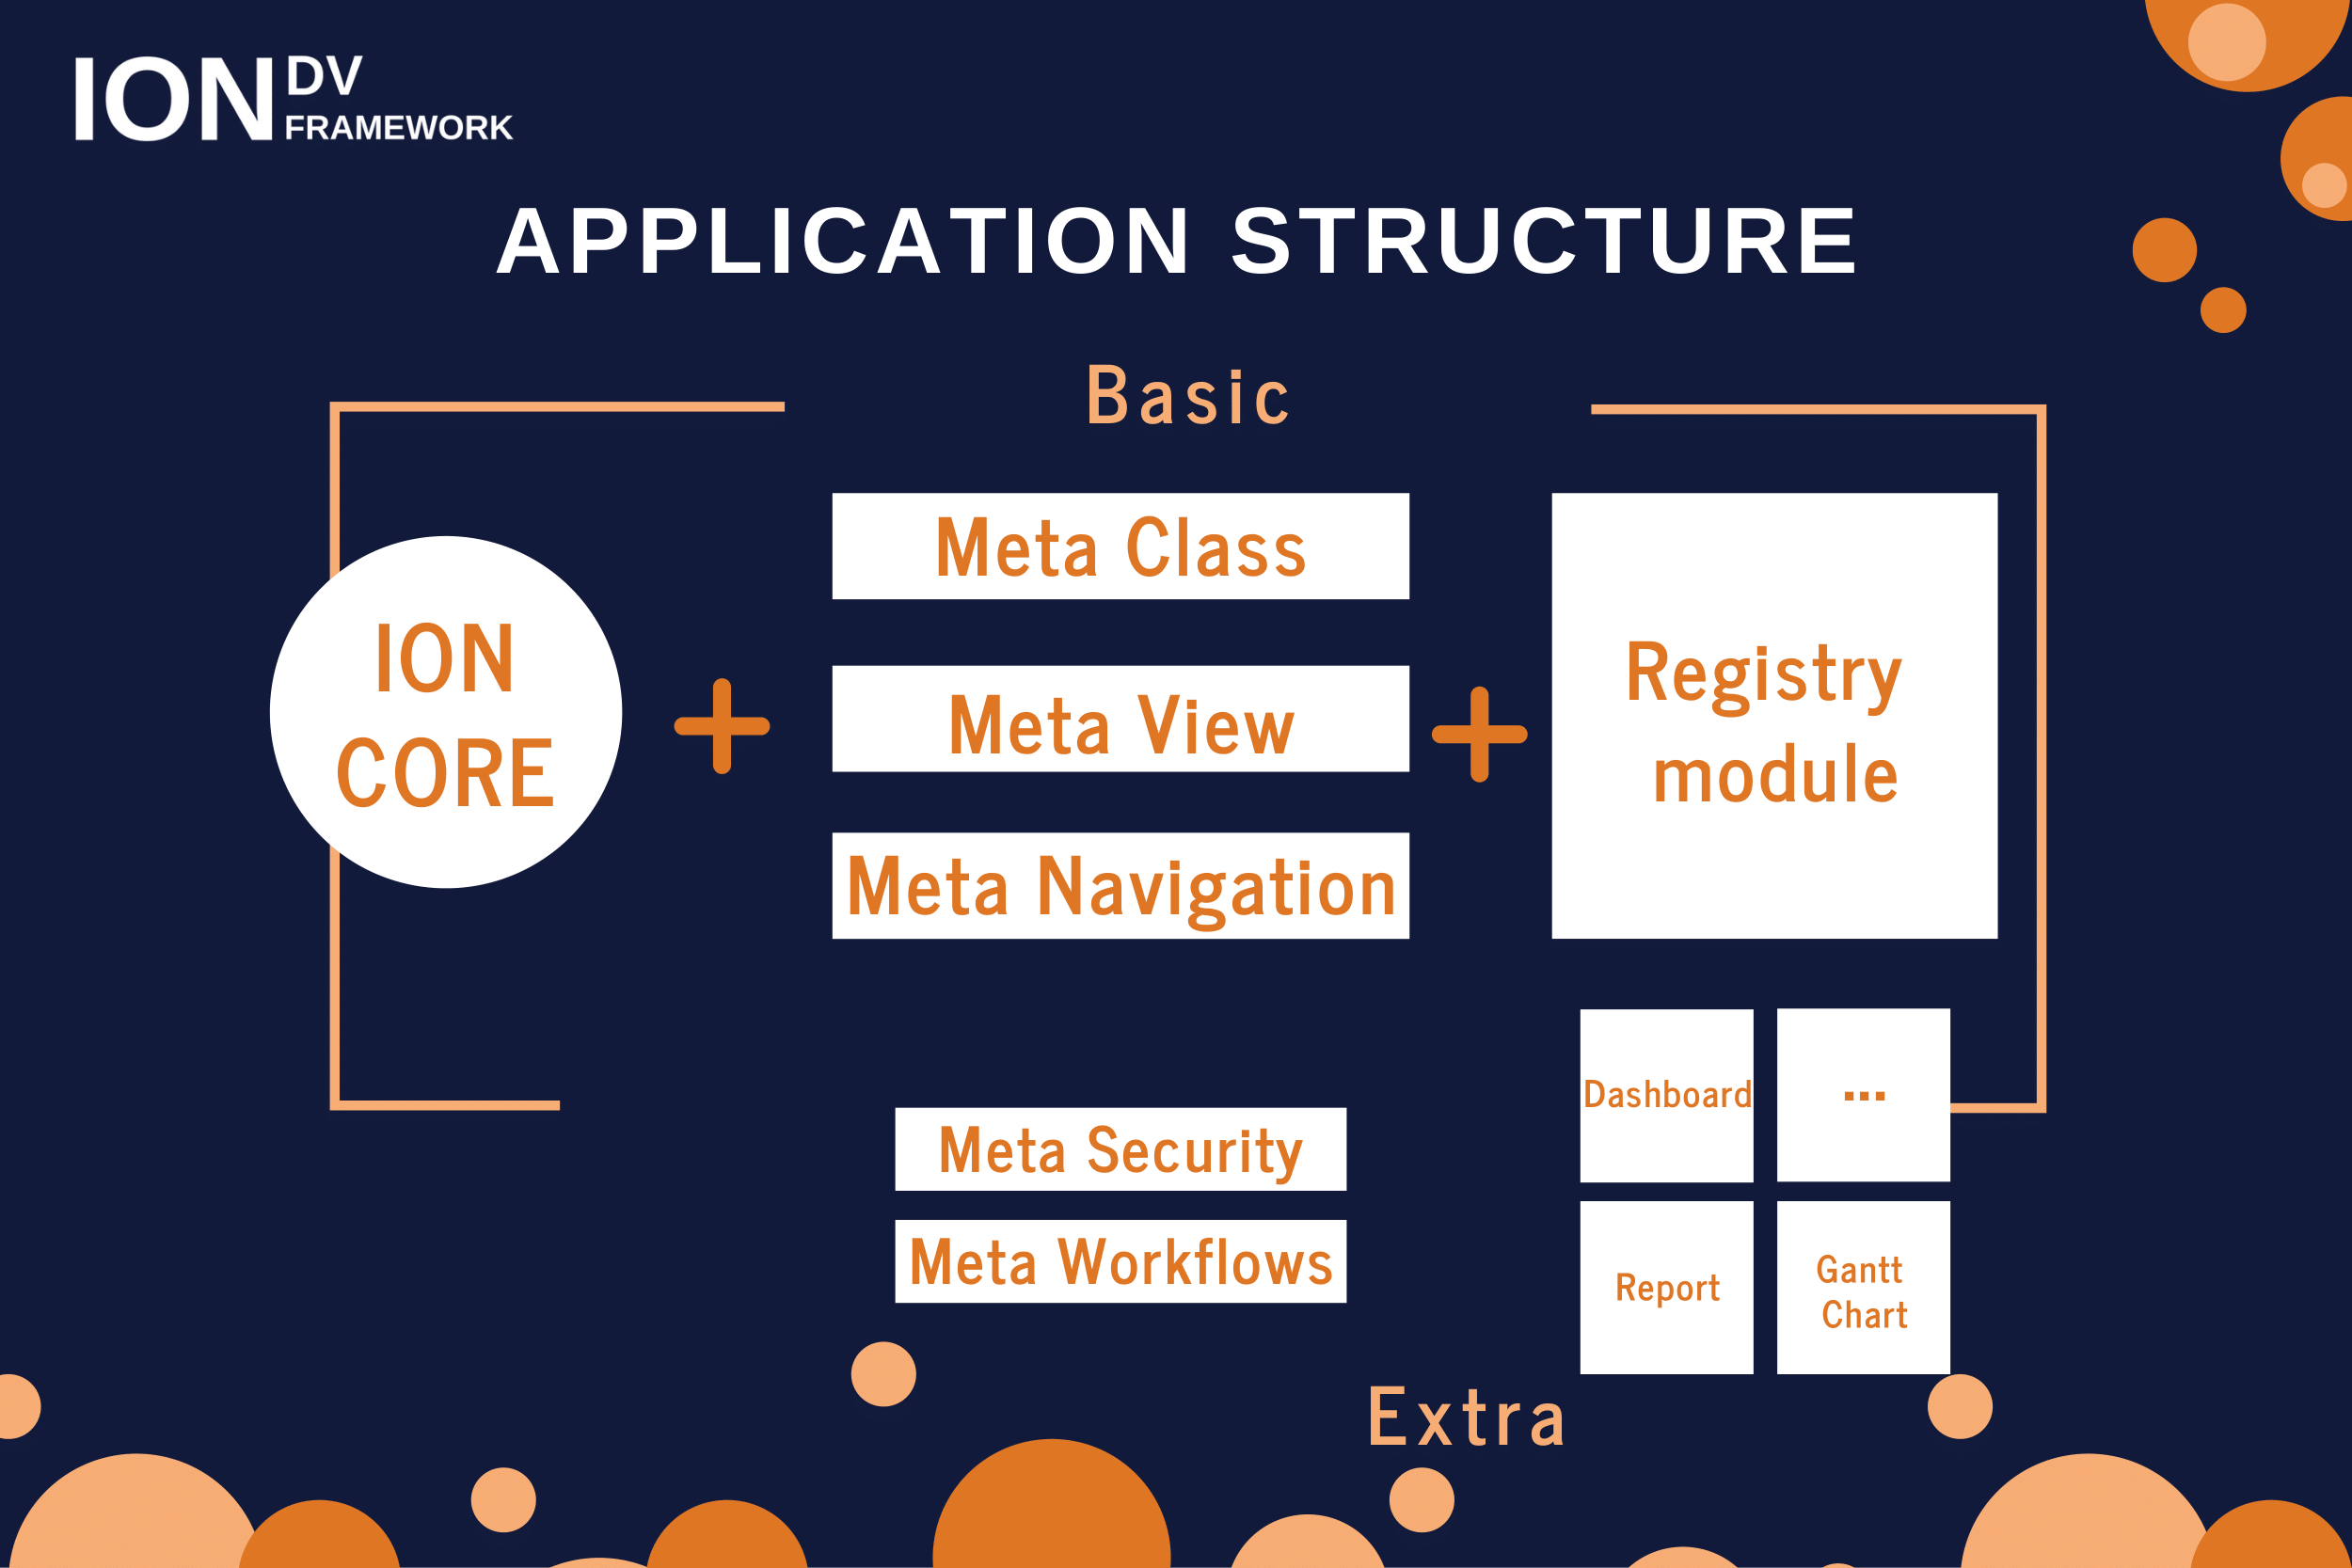 ION DV
FRAMEWORK
APPLICATION STRUCTURE
Basic
ION
CORE
Meta Class
Meta View
Meta Navigation
Registry
module
Meta Security
Meta Workflows
Dashboard
...
Report
Gantt
Chart
Extra